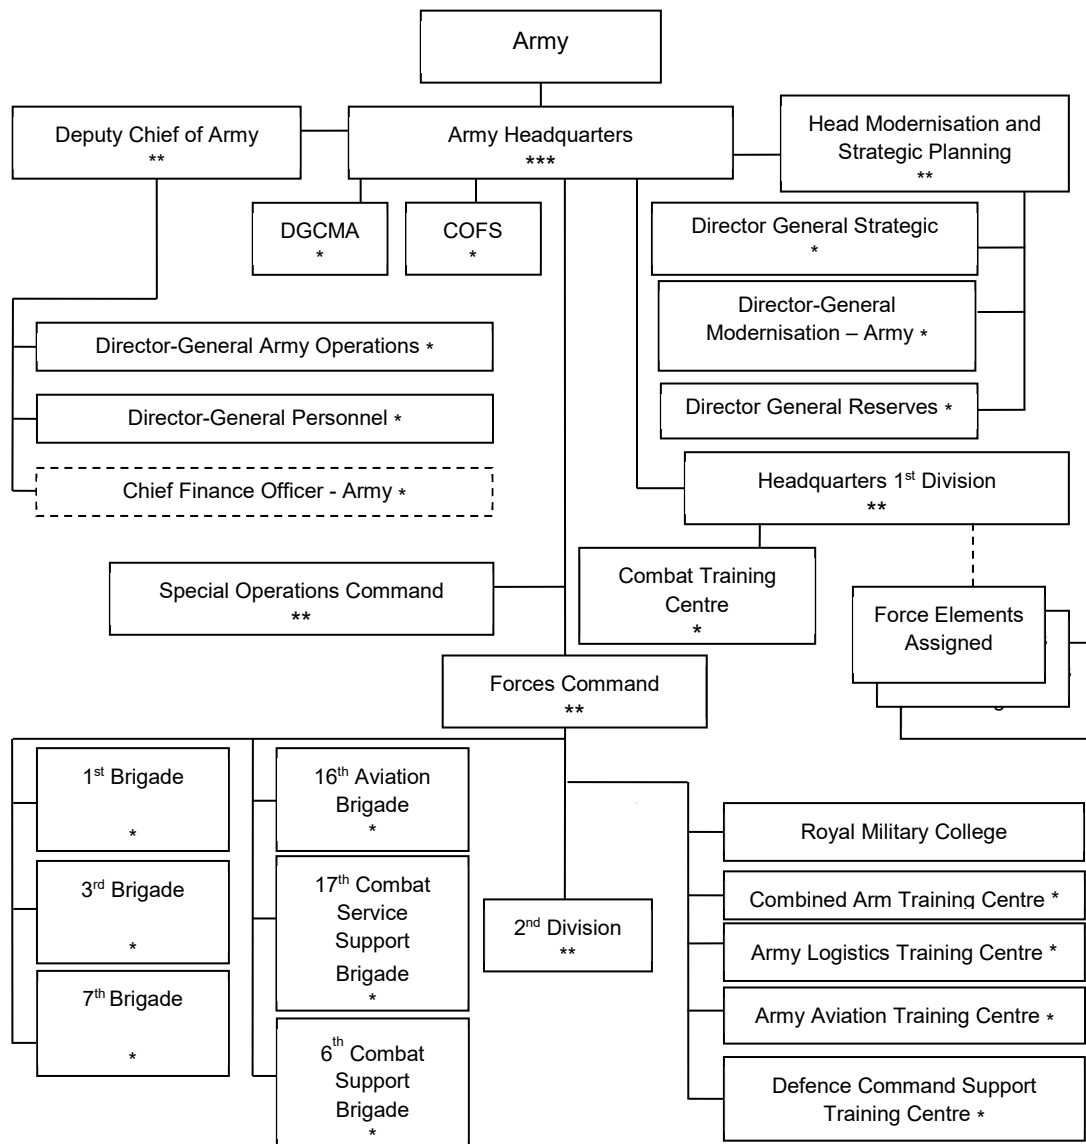 Army
Deputy Chief of Army
**
Army Headquarters
***
Head Modernisation and
Strategic Planning
**
DGCMA
*
COFS
*
Director General Strategic
*
Director-General
Modernisation – Army *
Director General Reserves *
Director-General Army Operations *
Director-General Personnel *
Chief Finance Officer - Army *
Headquarters 1st Division
**
Special Operations Command
**
Combat Training
Centre
*
Force Elements
Assigned
Forces Command
**
1st Brigade
*
3rd Brigade
*
7th Brigade
*
16th Aviation
Brigade
*
17th Combat
Service
Support
Brigade
*
6th Combat
Support
Brigade
*
2nd Division
**
Royal Military College
Combined Arm Training Centre *
Army Logistics Training Centre *
Army Aviation Training Centre *
Defence Command Support
Training Centre *